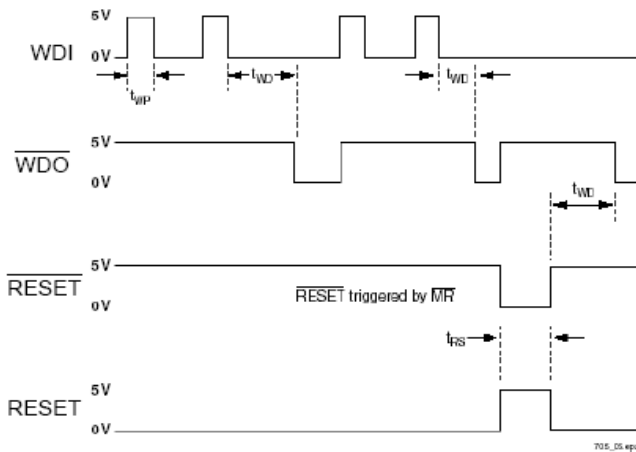 5V
WDI
0V
tWP
tWD
tWD
5V
WDO
0V
tWD
5V
RESET
0V
RESET triggered by MR
tRS
5V
RESET
0V
705_05.eps